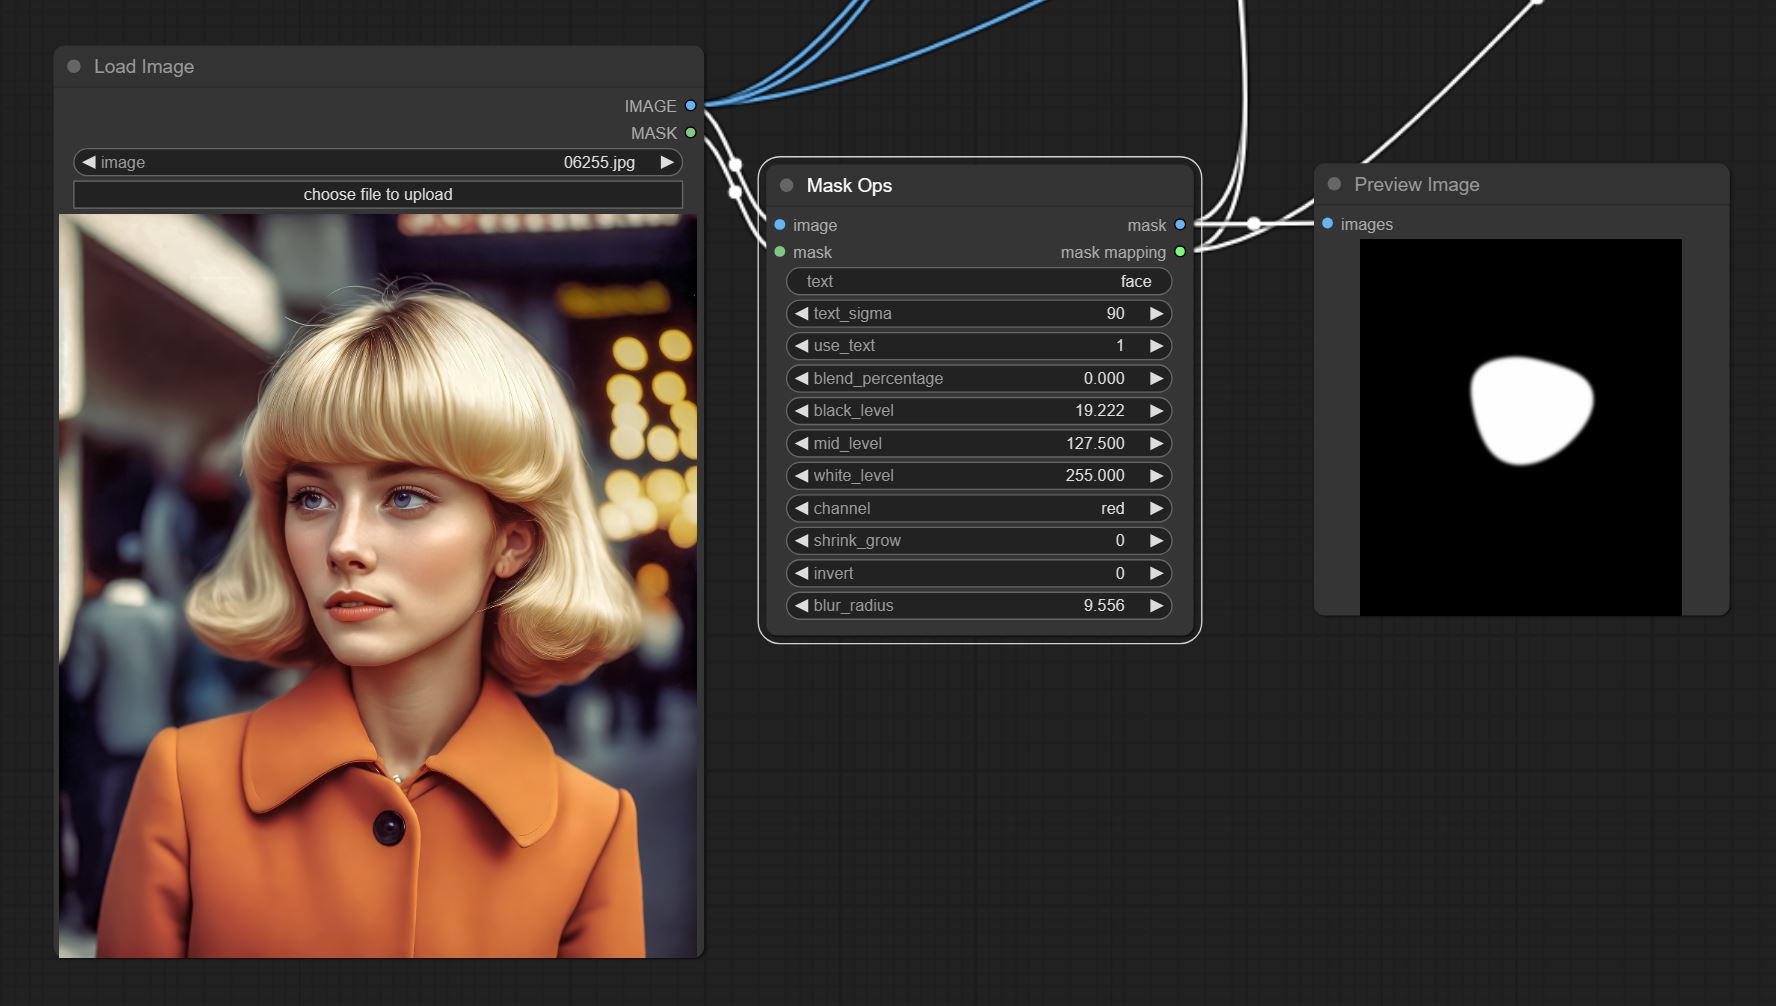 Load Image
IMAGE
MASK
image 06255.jpg
choose file to upload
Mask Ops
image mask
mask mask mapping
text face
text_sigma 90
use_text 1
blend_percentage 0.000
black_level 19.222
mid_level 127.500
white_level 255.000
channel red
shrink_grow 0
invert 0
blur_radius 9.556
Preview Image
images